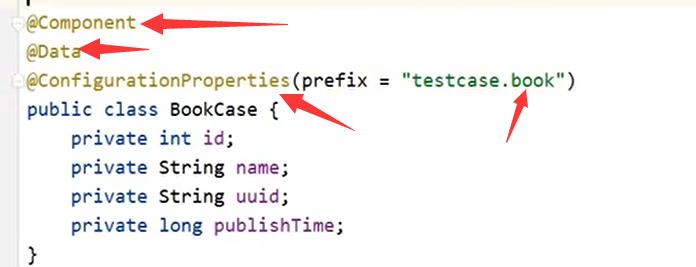 @Component
@Data
@ConfigurationProperties(prefix = "testcase.book")
public class BookCase {
    private int id;
    private String name;
    private String uuid;
    private long publishTime;
}